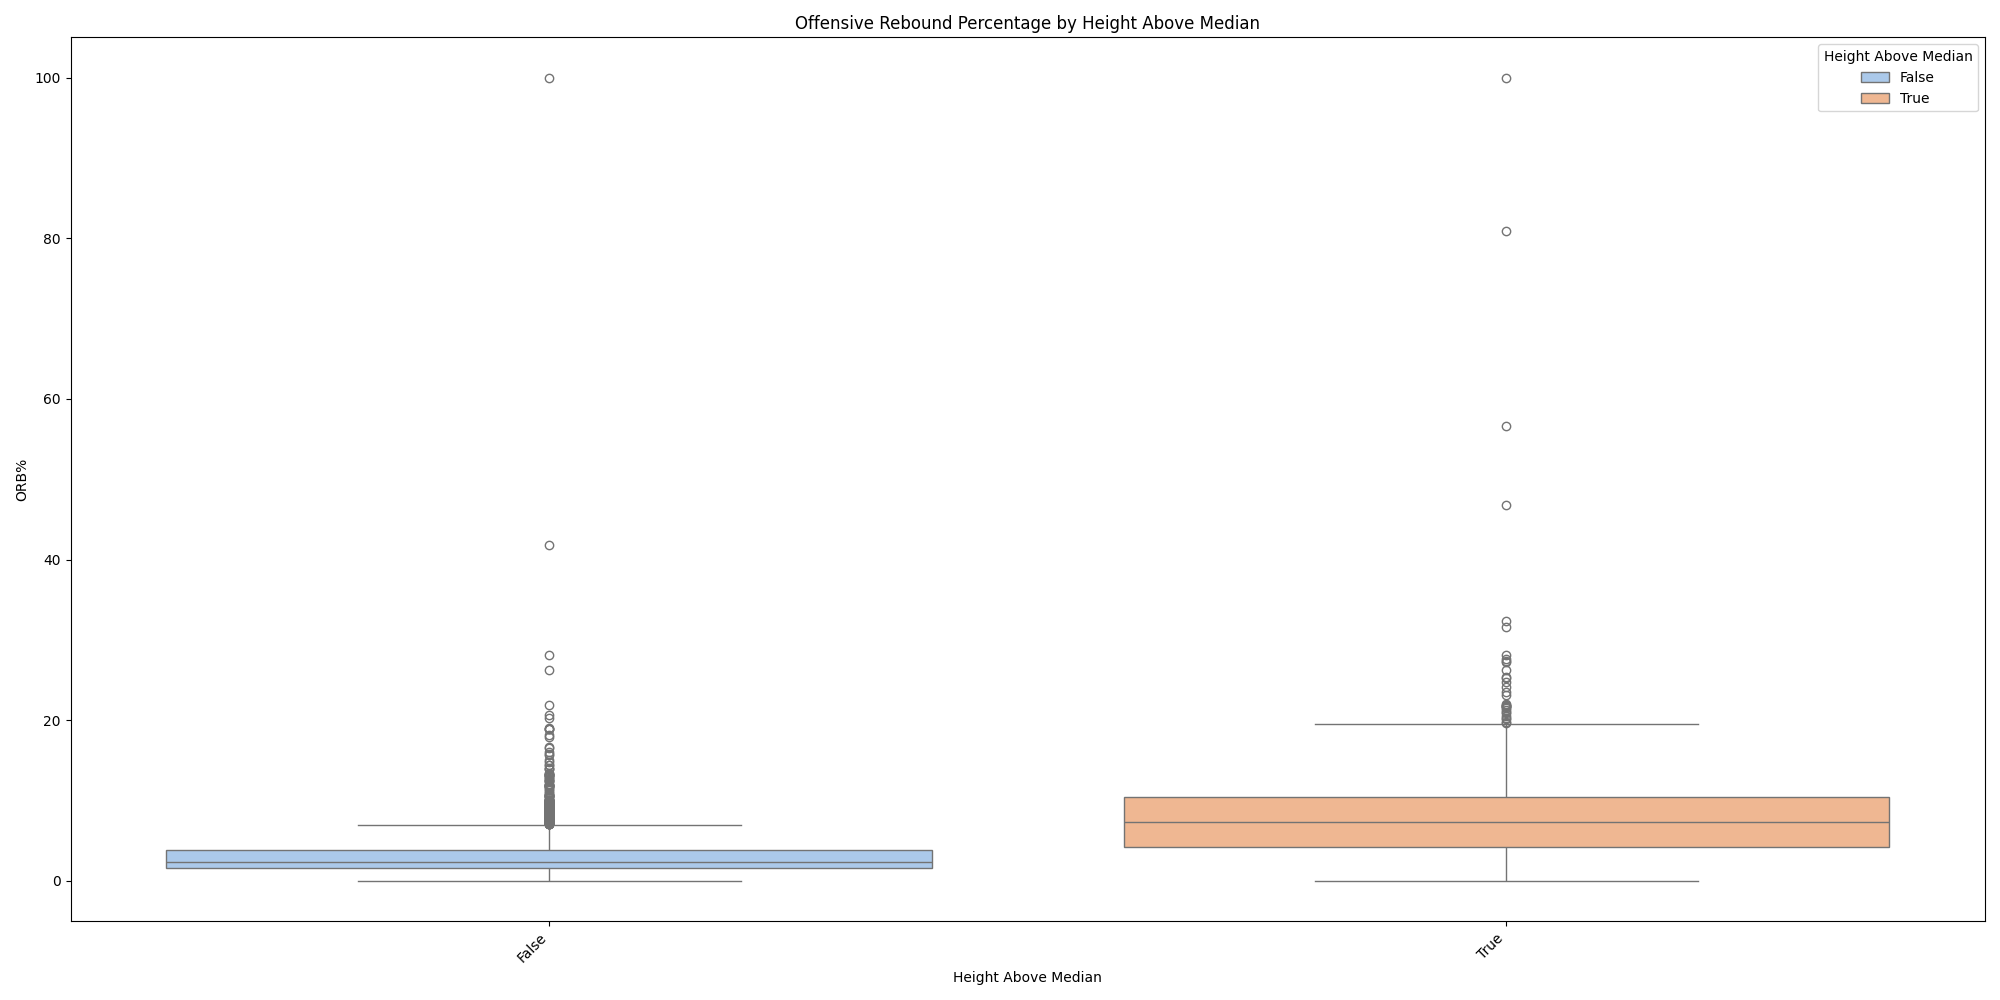 Offensive Rebound Percentage by Height Above Median
Height Above Median
False
True
100
80
60
40
20
0
ORB%
False
True
Height Above Median